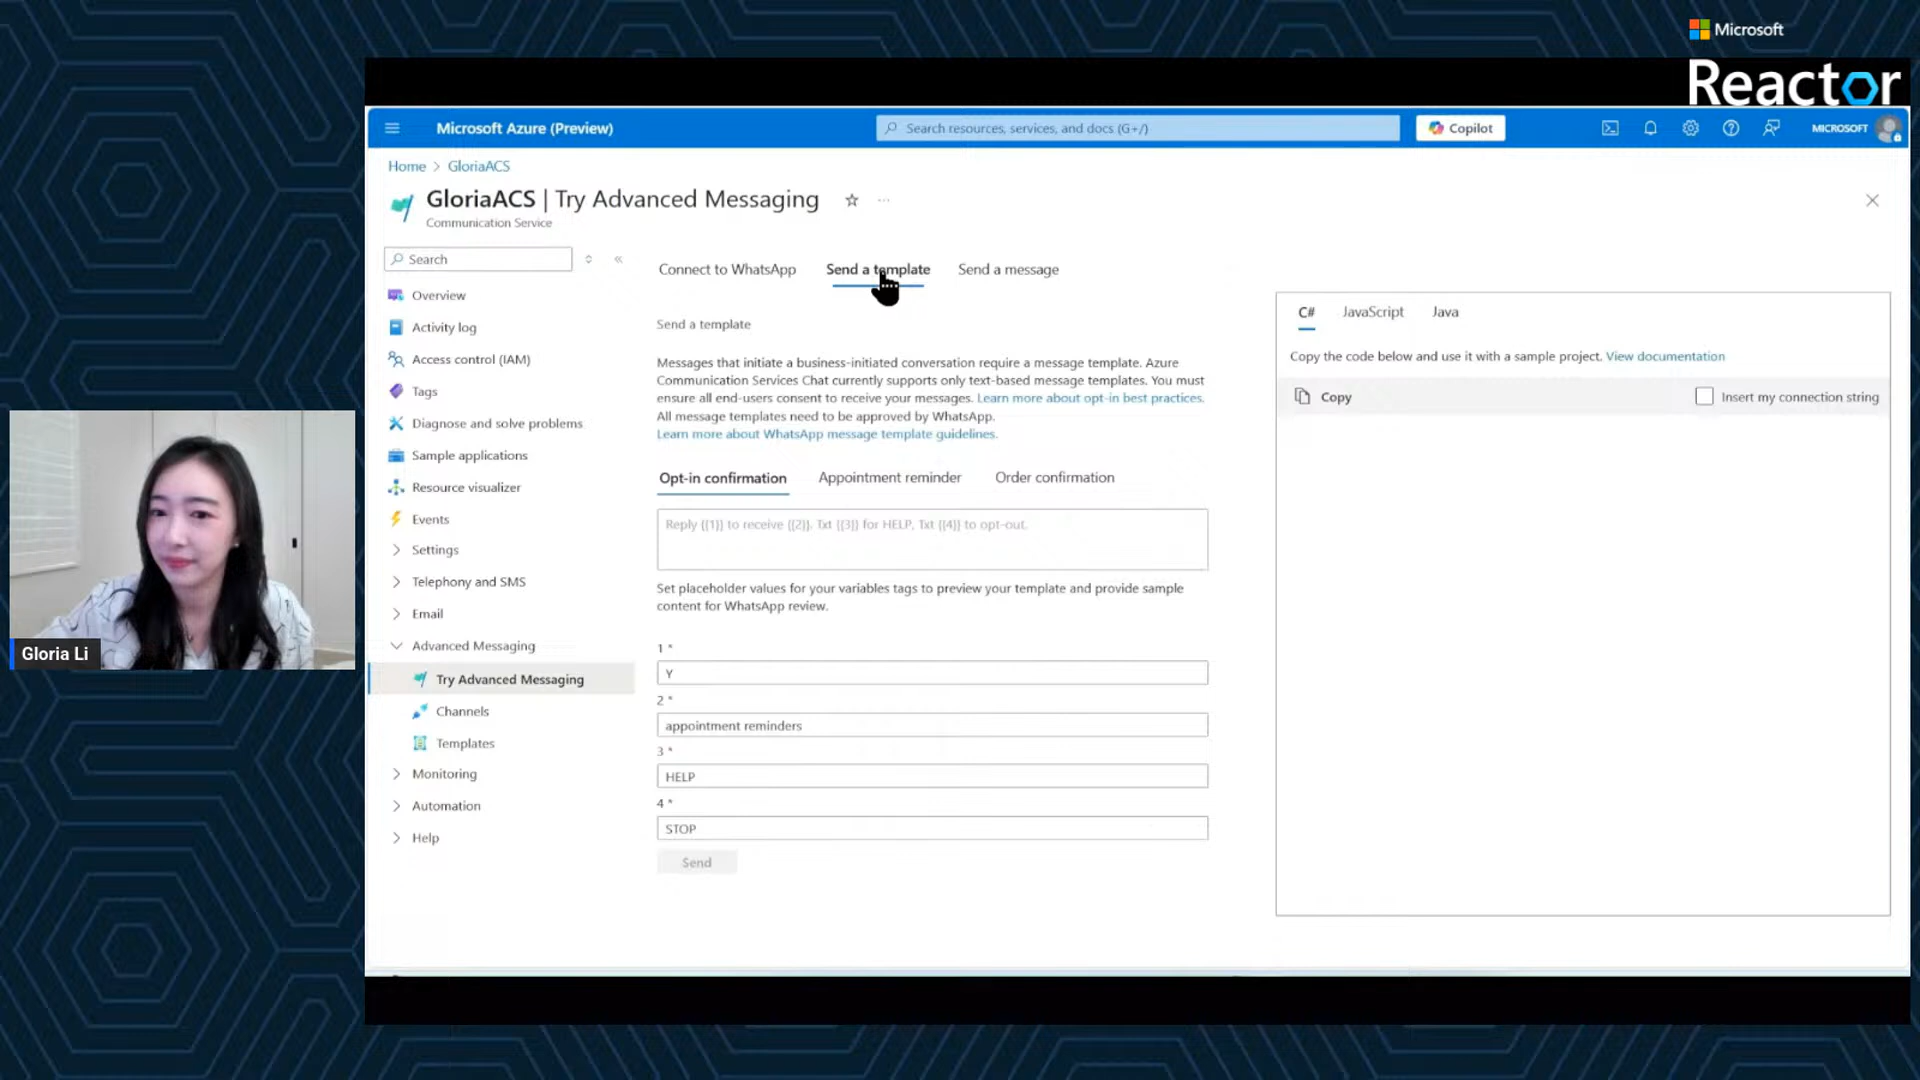 Microsoft
Reactor
Microsoft Azure (Preview)
Search resources, services, and docs (G+/)
Copilot
MICROSOFT
Home > GloriaACS
GloriaACS | Try Advanced Messaging
Communication Service
Search
Overview
Activity log
Access control (IAM)
Tags
Diagnose and solve problems
Sample applications
Resource visualizer
Events
Settings
Telephony and SMS
Email
Advanced Messaging
Try Advanced Messaging
Channels
Templates
Monitoring
Automation
Help
Connect to WhatsApp
Send a template
Send a message
Send a template
Messages that initiate a business-initiated conversation require a message template. Azure
Communication Services Chat currently supports only text-based message templates. You must
ensure all end-users consent to receive your messages. Learn more about opt-in best practices.
All message templates need to be approved by WhatsApp.
Learn more about WhatsApp message template guidelines.
Opt-in confirmation
Appointment reminder
Order confirmation
Reply {{1}} to receive {{2}}. Txt {{3}} for HELP, Txt {{4}} to opt-out.
Set placeholder values for your variables tags to preview your template and provide sample
content for WhatsApp review.
1 *
Y
2 *
appointment reminders
3 *
HELP
4 *
STOP
Send
C#
JavaScript
Java
Copy the code below and use it with a sample project. View documentation
Copy
Insert my connection string
Gloria Li